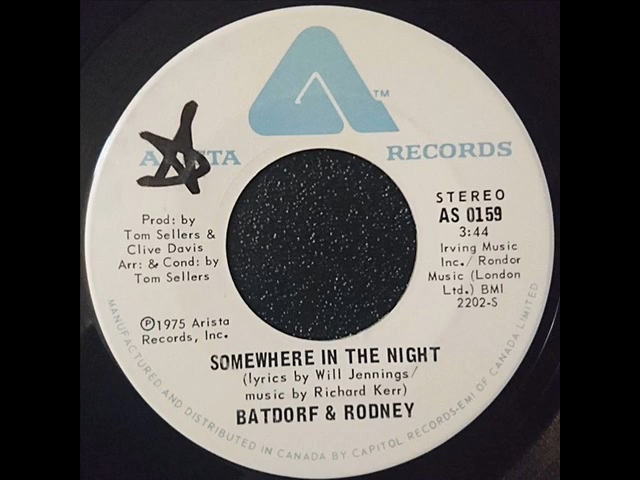 TM
ARISTA RECORDS
STEREO
AS 0159
3:44
Irving Music
Inc./ Rondor
Music (London
Ltd.) BMI
2202-S
Prod: by
Tom Sellers &
Clive Davis
Arr: & Cond: by
Tom Sellers
Ⓟ1975 Arista
Records, Inc.
SOMEWHERE IN THE NIGHT
(lyrics by Will Jennings/
music by Richard Kerr)
BATDORF & RODNEY
MANUFACTURED AND DISTRIBUTED IN CANADA BY CAPITOL RECORDS-EMI OF CANADA LIMITED